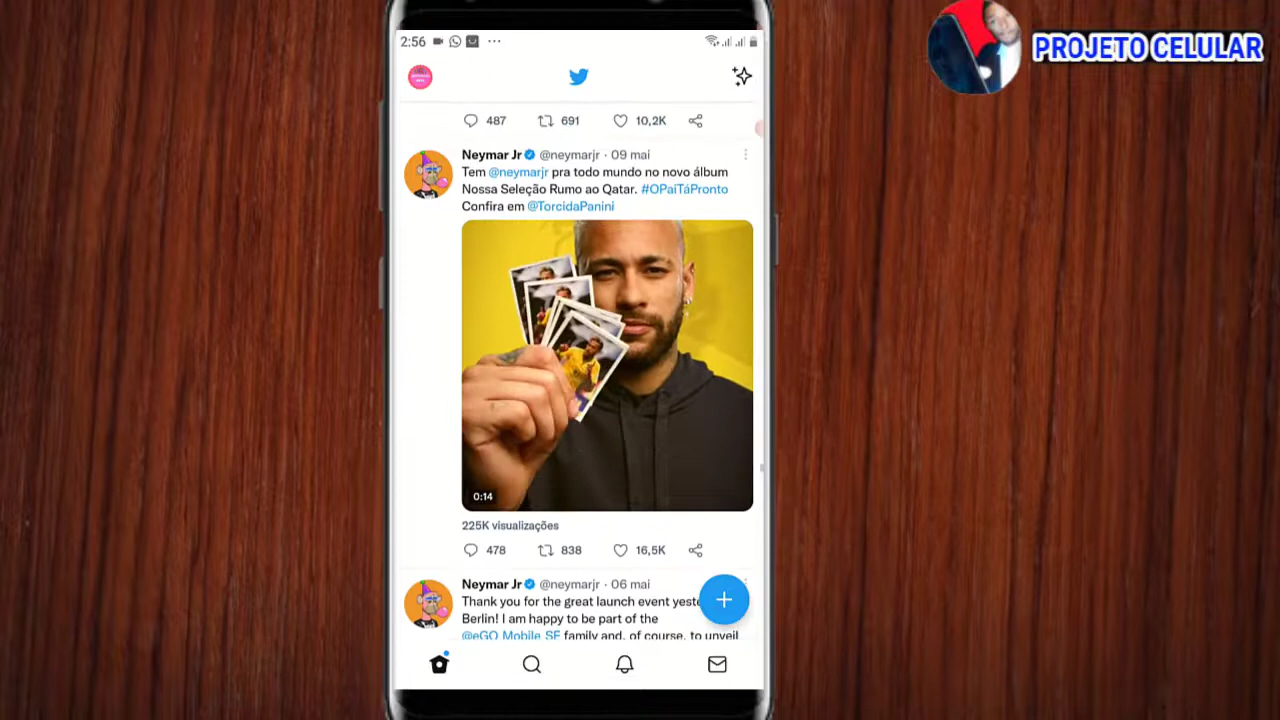 PROJETO CELULAR
2:56
487 691 10,2K
Neymar Jr @neymarjr · 09 mai
Tem @neymarjr pra todo mundo no novo álbum
Nossa Seleção Rumo ao Qatar. #OPaiTáPronto
Confira em @TorcidaPanini
0:14
225K visualizações
478 838 16,5K
Neymar Jr @neymarjr · 06 mai
Thank you for the great launch event yeste
Berlin! I am happy to be part of the
@eGO_Mobile_SE family and, of course, to unveil